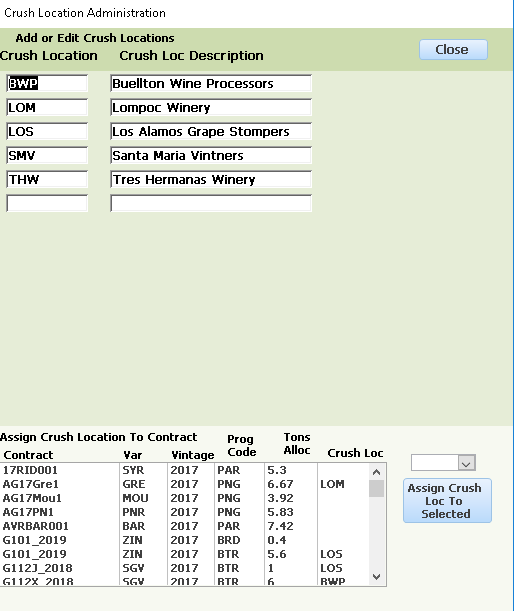 Crush Location Administration
Add or Edit Crush Locations
Close
Crush Location Crush Loc Description
BWP Buellton Wine Processors
LOM Lompoc Winery
LOS Los Alamos Grape Stompers
SMV Santa Maria Vintners
THW Tres Hermanas Winery
Assign Crush Location To Contract
Contract Var Vintage Prog Code Tons Alloc Crush Loc
17RID001 SYR 2017 PAR 5.3
AG17Gre1 GRE 2017 PNG 6.67 LOM
AG17Mou1 MOU 2017 PNG 3.92
AG17PN1 PNR 2017 PNG 5.83
AVRBAR001 BAR 2017 PAR 7.42
G101_2019 ZIN 2017 BRD 0.4
G101_2019 ZIN 2017 BTR 5.6 LOS
G112J_2018 SGV 2017 BTR 1 LOS
G112X_2018 SGV 2017 BTR 6 BWP
Assign Crush
Loc To
Selected